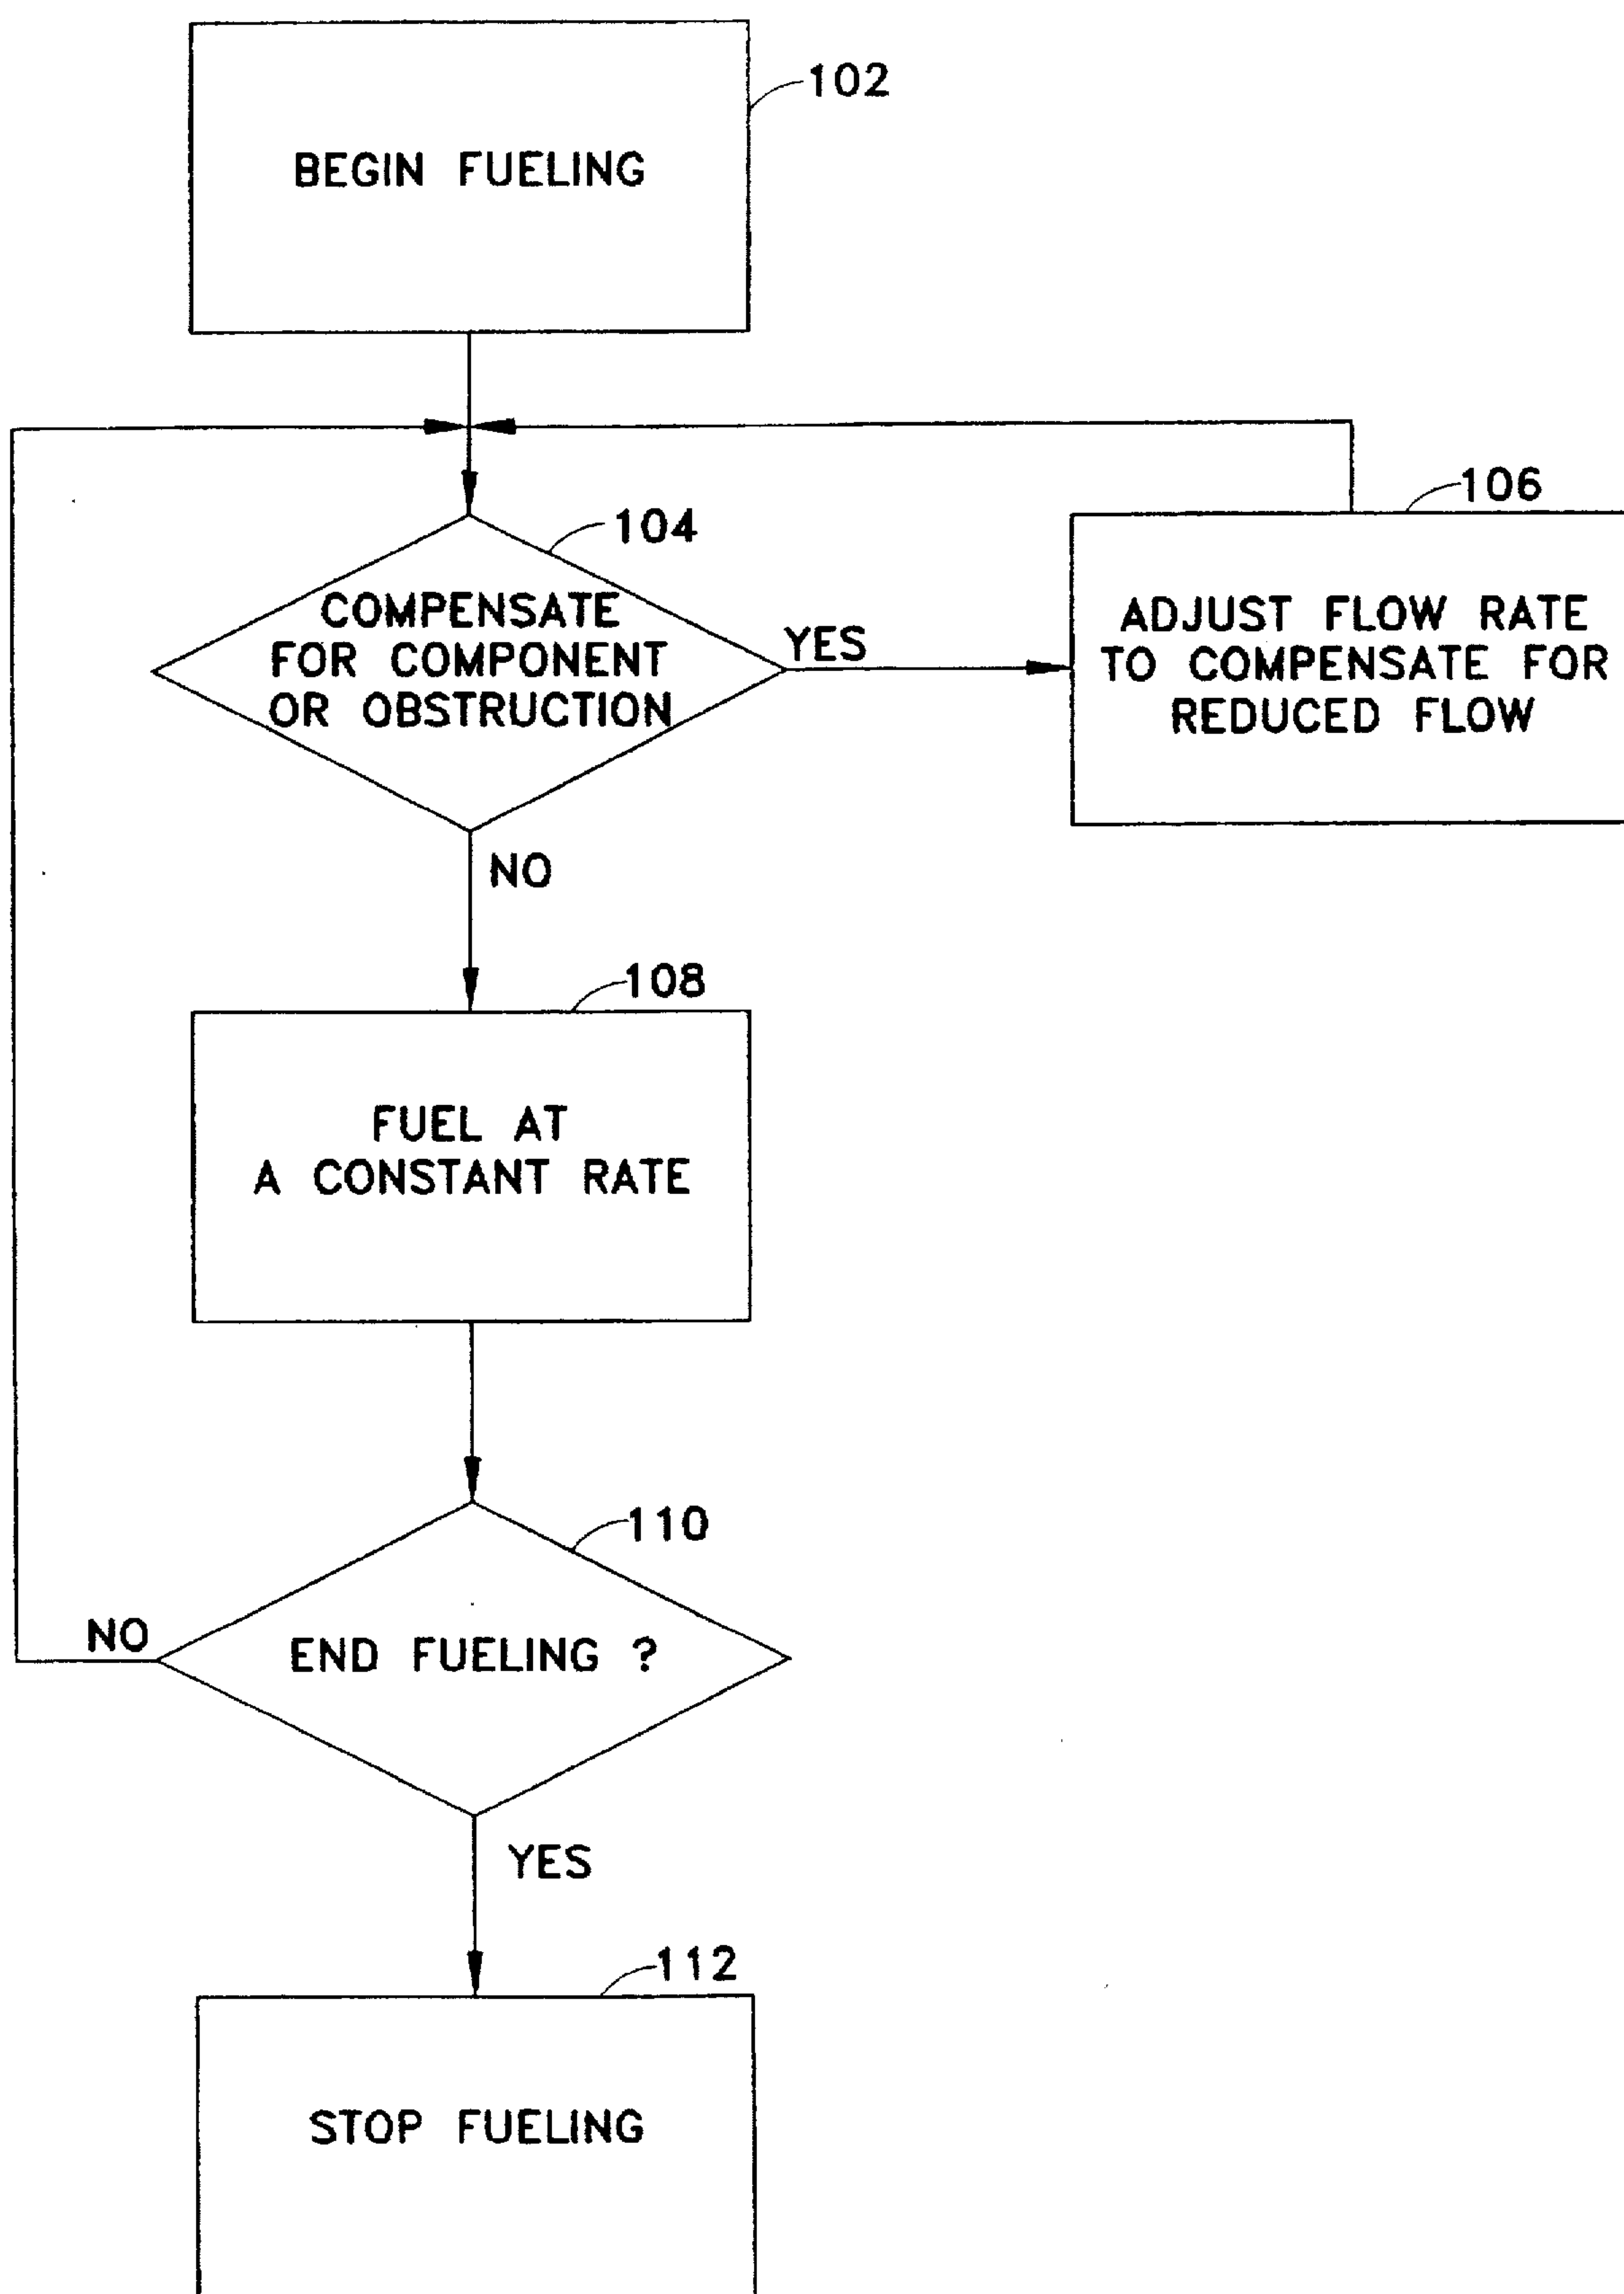 102
BEGIN FUELING
104
COMPENSATE
FOR COMPONENT
OR OBSTRUCTION
YES
106
ADJUST FLOW RATE
TO COMPENSATE FOR
REDUCED FLOW
NO
108
FUEL AT
A CONSTANT RATE
110
NO
END FUELING ?
YES
112
STOP FUELING